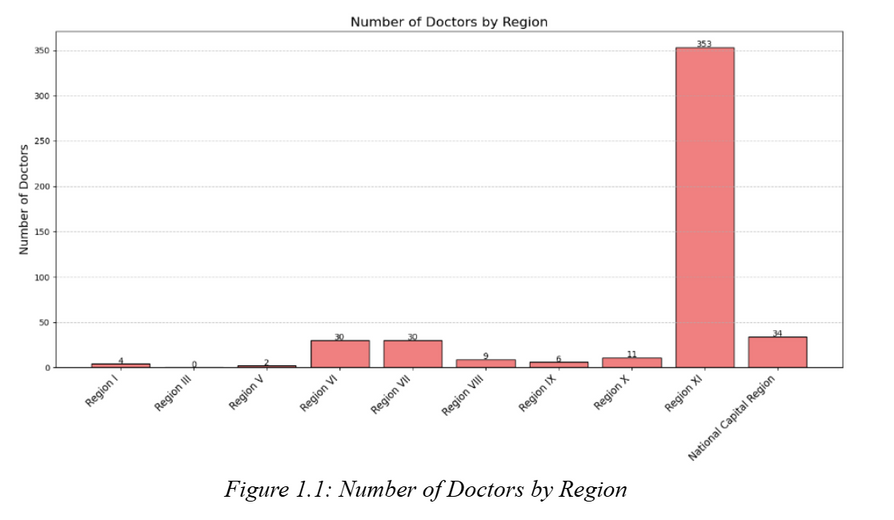 Number of Doctors by Region
Number of Doctors
350
300
250
200
150
100
50
0
4
0
2
30
30
9
6
11
353
34
Region I
Region III
Region V
Region VI
Region VII
Region VIII
Region IX
Region X
Region XI
National Capital Region
Figure 1.1: Number of Doctors by Region